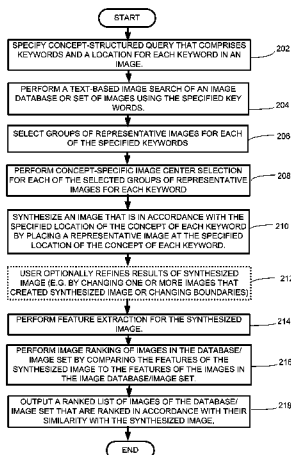 START
SPECIFY CONCEPT-STRUCTURED QUERY THAT COMPRISES
KEYWORDS AND A LOCATION FOR EACH KEYWORD IN AN
IMAGE.
202
PERFORM A TEXT-BASED IMAGE SEARCH OF AN IMAGE
DATABASE OR SET OF IMAGES USING THE SPECIFIED KEY
WORDS.
204
SELECT GROUPS OF REPRESENTATIVE IMAGES FOR EACH
OF THE SPECIFIED KEYWORDS
206
PERFORM CONCEPT-SPECIFIC IMAGE CENTER SELECTION
FOR EACH OF THE SELECTED GROUPS OF REPRESENTATIVE
IMAGES FOR EACH KEYWORD
208
SYNTHESIZE AN IMAGE THAT IS IN ACCORDANCE WITH THE
SPECIFIED LOCATION OF THE CONCEPT OF EACH KEYWORD
BY PLACING A REPRESENTATIVE IMAGE AT THE SPECIFIED
LOCATION OF THE CONCEPT OF EACH KEYWORD.
210
USER OPTIONALLY REFINES RESULTS OF SYNTHESIZED
IMAGE (E.G. BY CHANGING ONE OR MORE IMAGES THAT
CREATED SYNTHESIZED IMAGE OR CHANGING BOUNDARIES)
212
PERFORM FEATURE EXTRACTION FOR THE SYNTHESIZED
IMAGE.
214
PERFORM IMAGE RANKING OF IMAGES IN THE DATABASE/
IMAGE SET BY COMPARING THE FEATURES OF THE
SYNTHESIZED IMAGE TO THE FEATURES OF THE IMAGES IN
THE IMAGE DATABASE/IMAGE SET.
216
OUTPUT A RANKED LIST OF IMAGES OF THE DATABASE/
IMAGE SET THAT ARE RANKED IN ACCORDANCE WITH THEIR
SIMILARITY WITH THE SYNTHESIZED IMAGE.
218
END